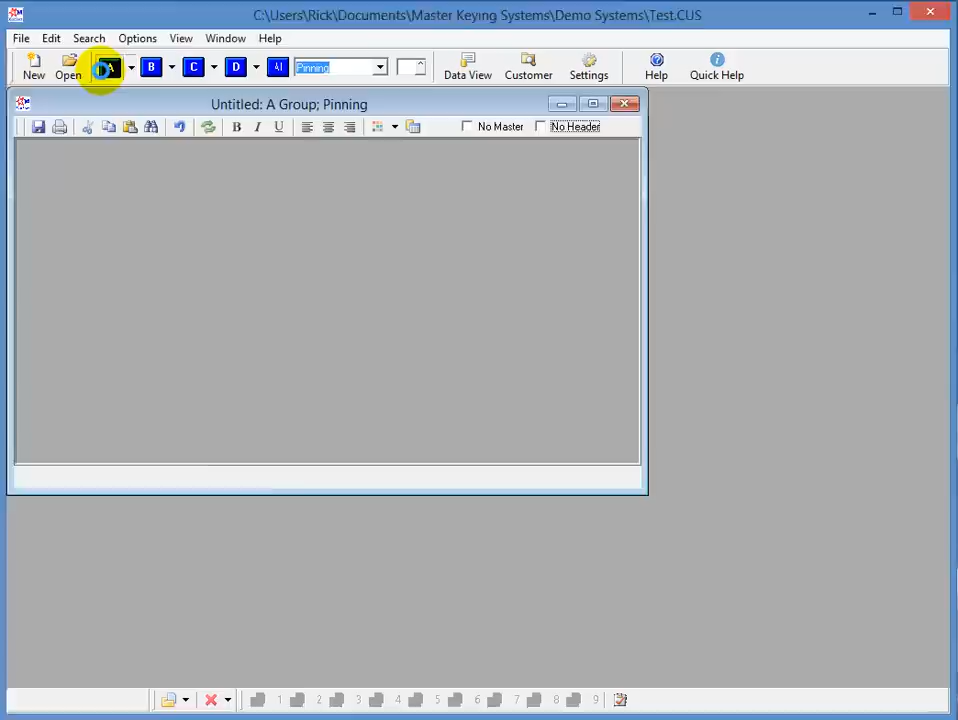 C:\Users\Rick\Documents\Master Keying Systems\Demo Systems\Test.CUS
File Edit Search Options View Window Help
New Open A B C D Al Pinning Data View Customer Settings Help Quick Help
Untitled: A Group; Pinning
B I U No Master No Header
1 2 3 4 5 6 7 8 9